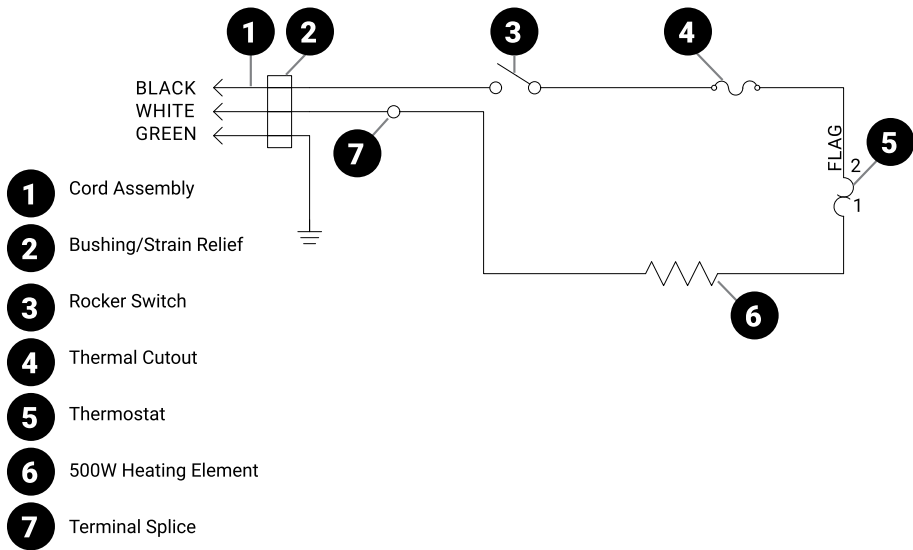 1
2
3
4
BLACK
WHITE
GREEN
7
FLAG
5
2
1
6
1 Cord Assembly
2 Bushing/Strain Relief
3 Rocker Switch
4 Thermal Cutout
5 Thermostat
6 500W Heating Element
7 Terminal Splice